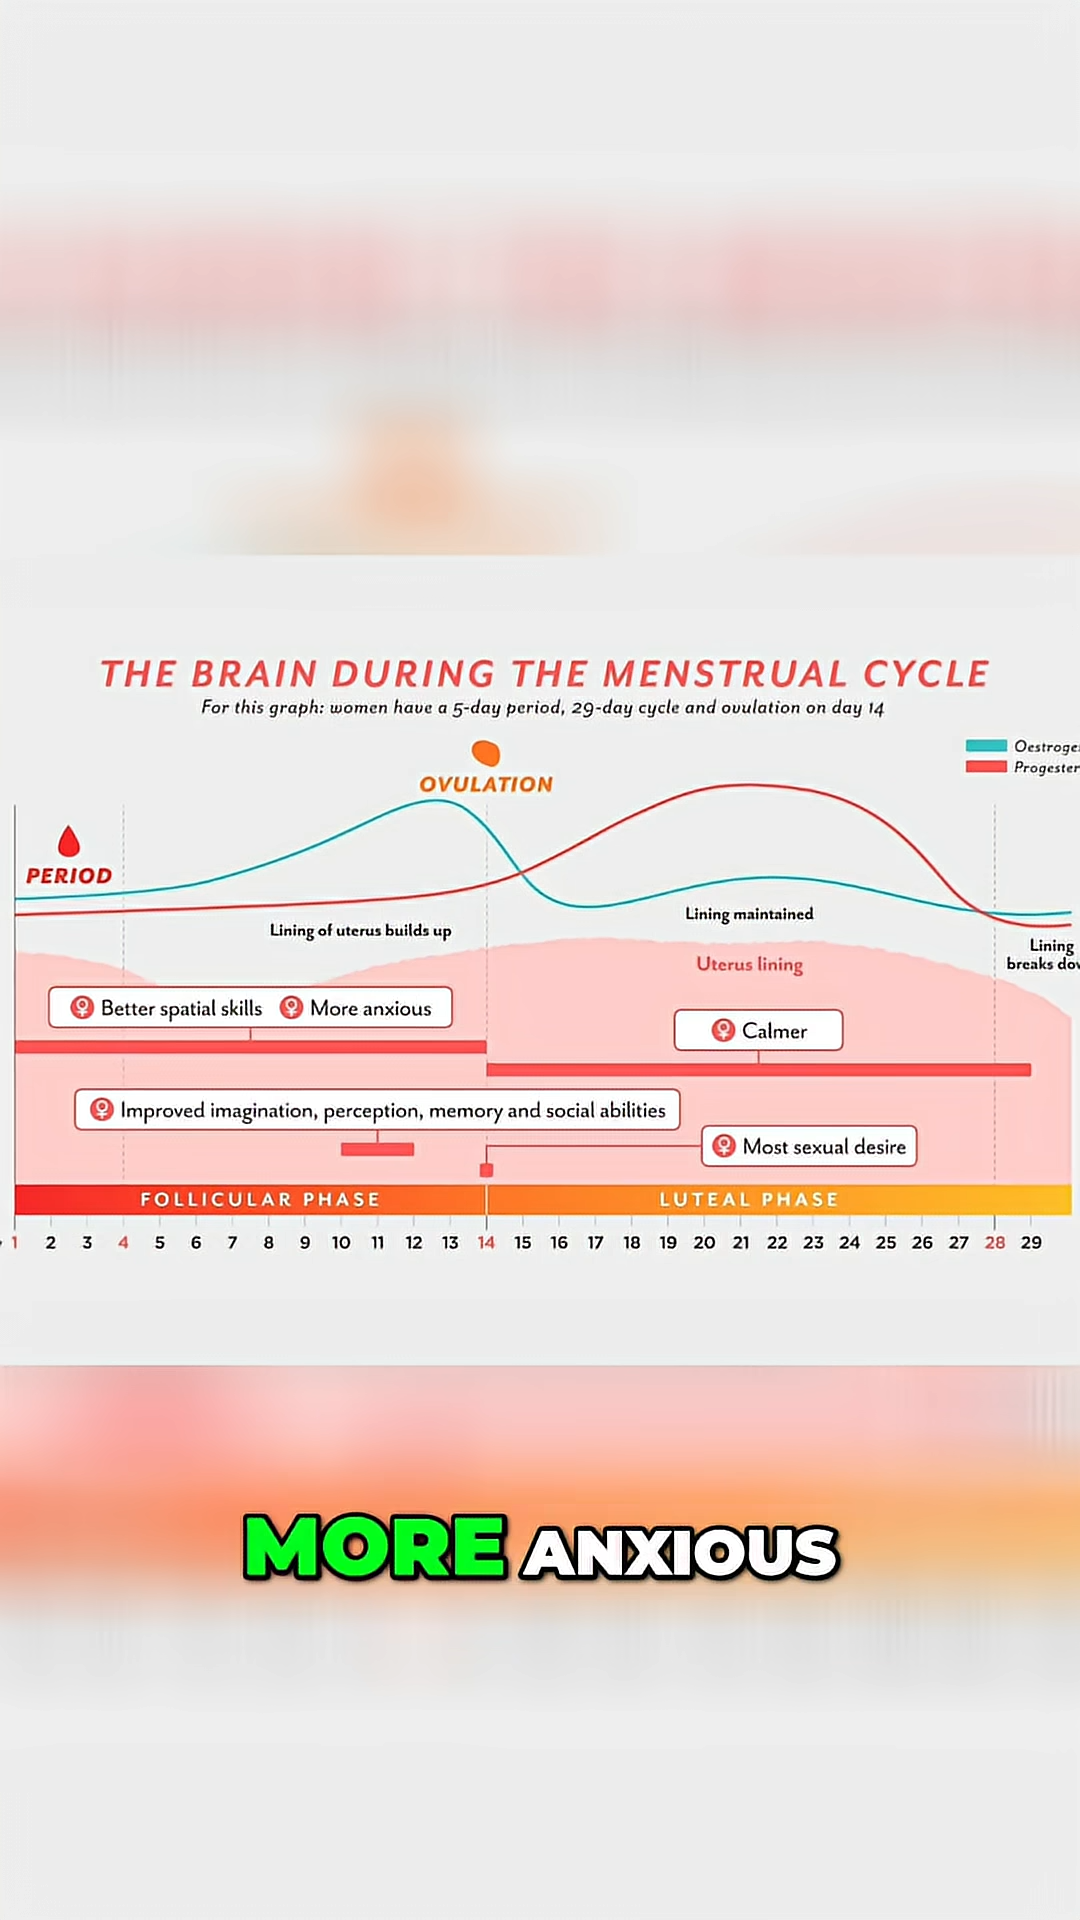 THE BRAIN DURING THE MENSTRUAL CYCLE
For this graph: women have a 5-day period, 29-day cycle and ovulation on day 14
Oestroge
Progester
OVULATION
PERIOD
Lining of uterus builds up
Lining maintained
Lining
breaks dow
Uterus lining
Better spatial skills More anxious
Calmer
Improved imagination, perception, memory and social abilities
Most sexual desire
FOLLICULAR PHASE LUTEAL PHASE
1 2 3 4 5 6 7 8 9 10 11 12 13 14 15 16 17 18 19 20 21 22 23 24 25 26 27 28 29
MORE ANXIOUS